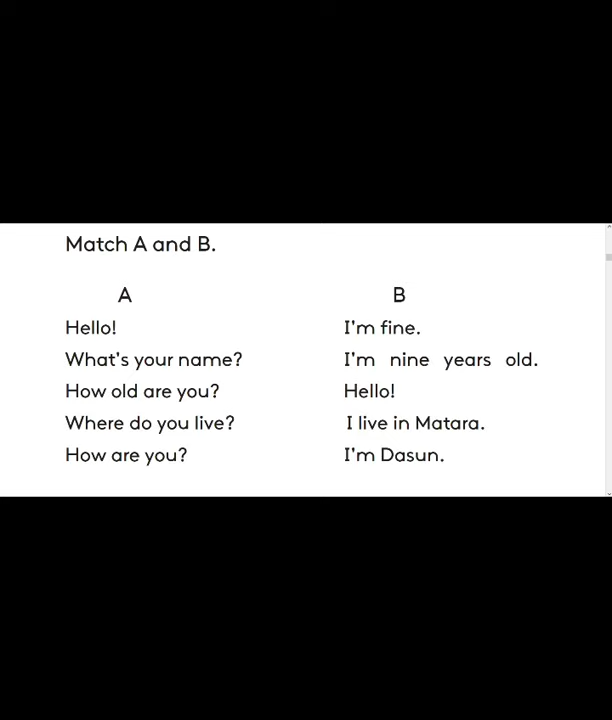 Match A and B.
A B
Hello! I'm fine.
What's your name? I'm nine years old.
How old are you? Hello!
Where do you live? I live in Matara.
How are you? I'm Dasun.